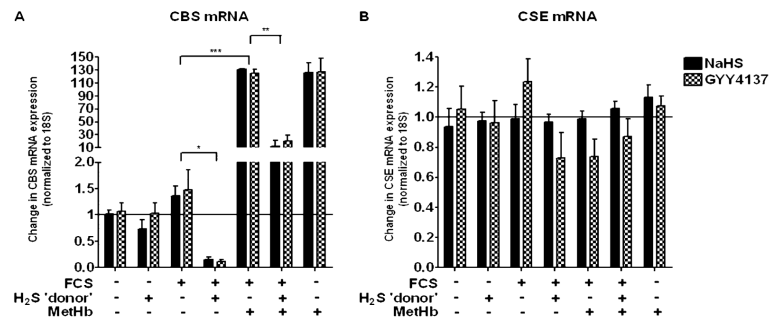 A
CBS mRNA
B
CSE mRNA
Change in CBS mRNA expression
(normalized to 18S)
150
130
110
90
70
50
30
10
2.0
1.5
1
0.5
0.0
***
**
*
FCS - - + + + + -
H₂S 'donor' - + - + - + -
MetHb - - - - + + +
Change in CSE mRNA expression
(normalized to 18S)
1.4
1.2
1.0
0.8
0.6
0.4
0.2
0.0
NaHS
GYY4137
FCS - - + + + + -
H₂S 'donor' - + - + - + -
MetHb - - - - + + +